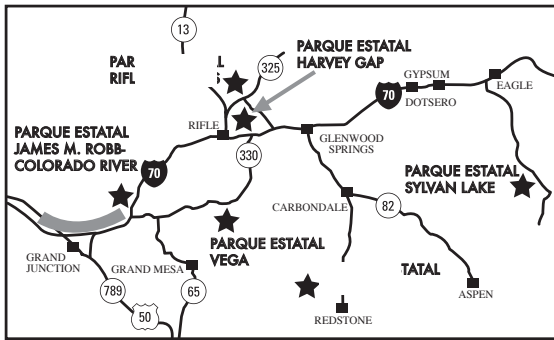 13
PAR
RIFL
L
S
325
PARQUE ESTATAL
HARVEY GAP
GYPSUM
EAGLE
70
DOTSERO
RIFLE
GLENWOOD
SPRINGS
PARQUE ESTATAL
JAMES M. ROBB-
COLORADO RIVER
70
330
PARQUE ESTATAL
SYLVAN LAKE
CARBONDALE
82
PARQUE ESTATAL
VEGA
GRAND
JUNCTION
GRAND MESA
TATAL
789
65
ASPEN
50
REDSTONE